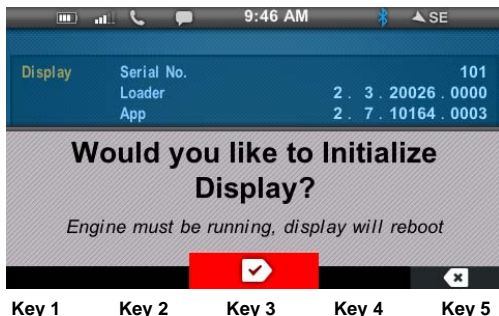 9:46 AM SE
Display Serial No. 101
Loader 2 . 3 . 20026 . 0000
App 2 . 7 . 10164 . 0003
Would you like to Initialize
Display?
Engine must be running, display will reboot
Key 1 Key 2 Key 3 Key 4 Key 5